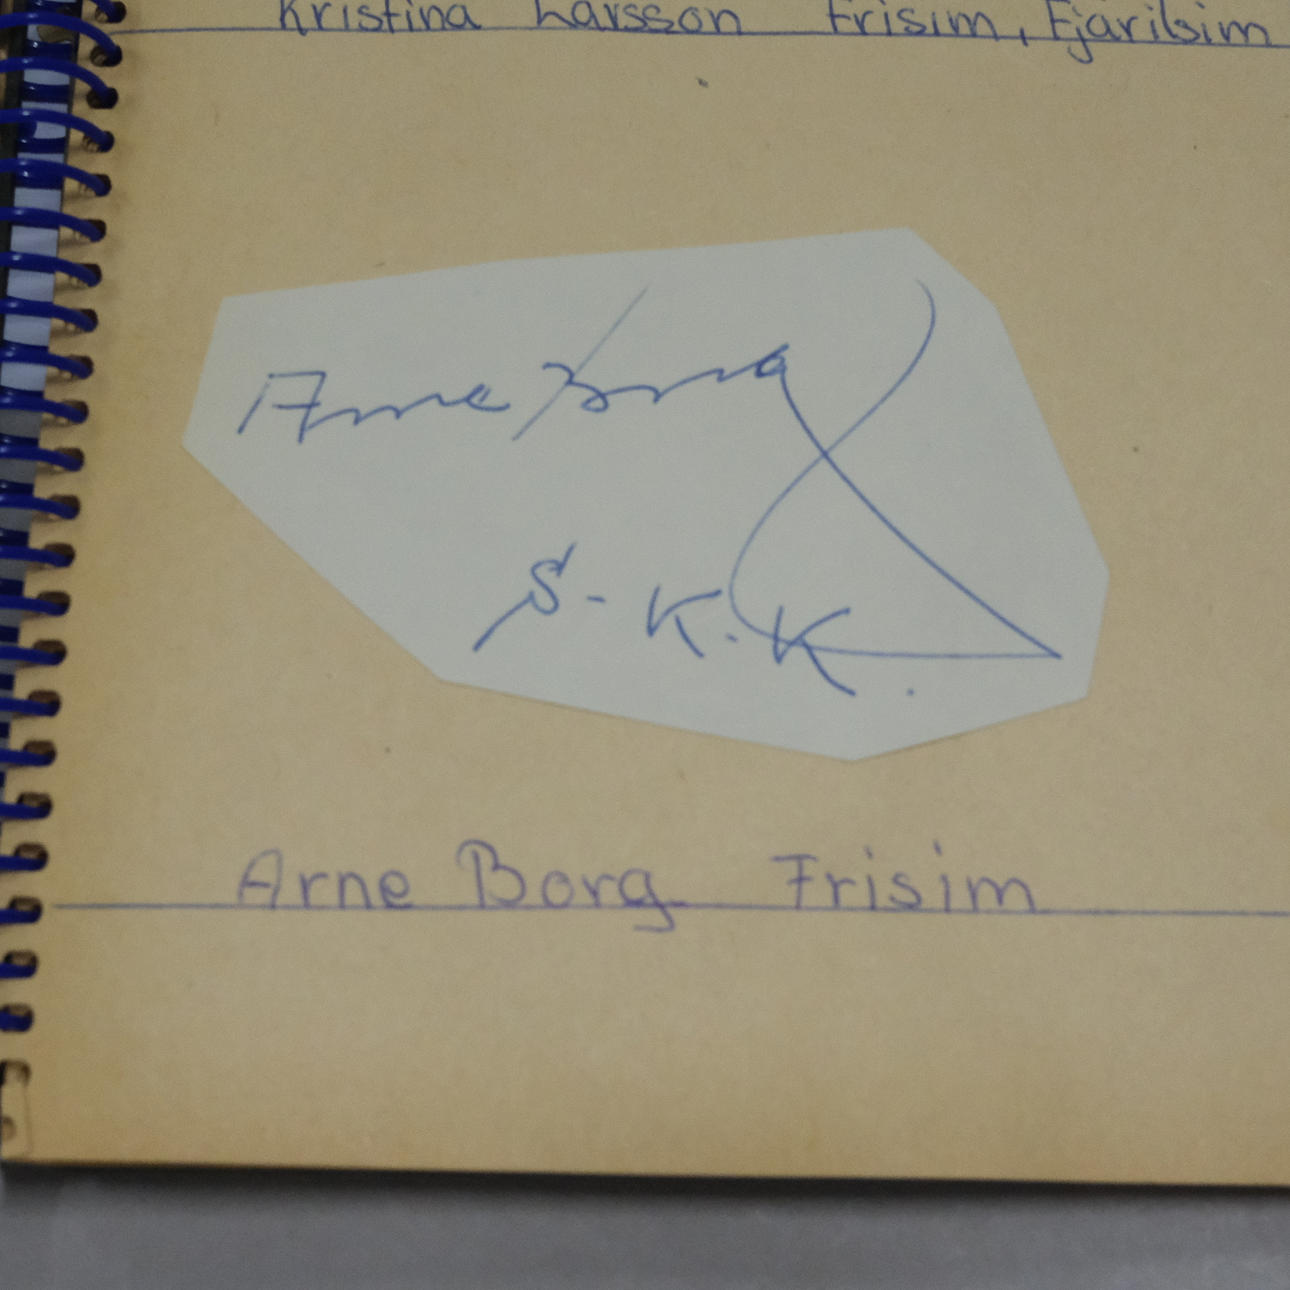 Kristina Larsson Frisim, Fjärilsim
Arne Borg
S-K.K.
Arne Borg Frisim